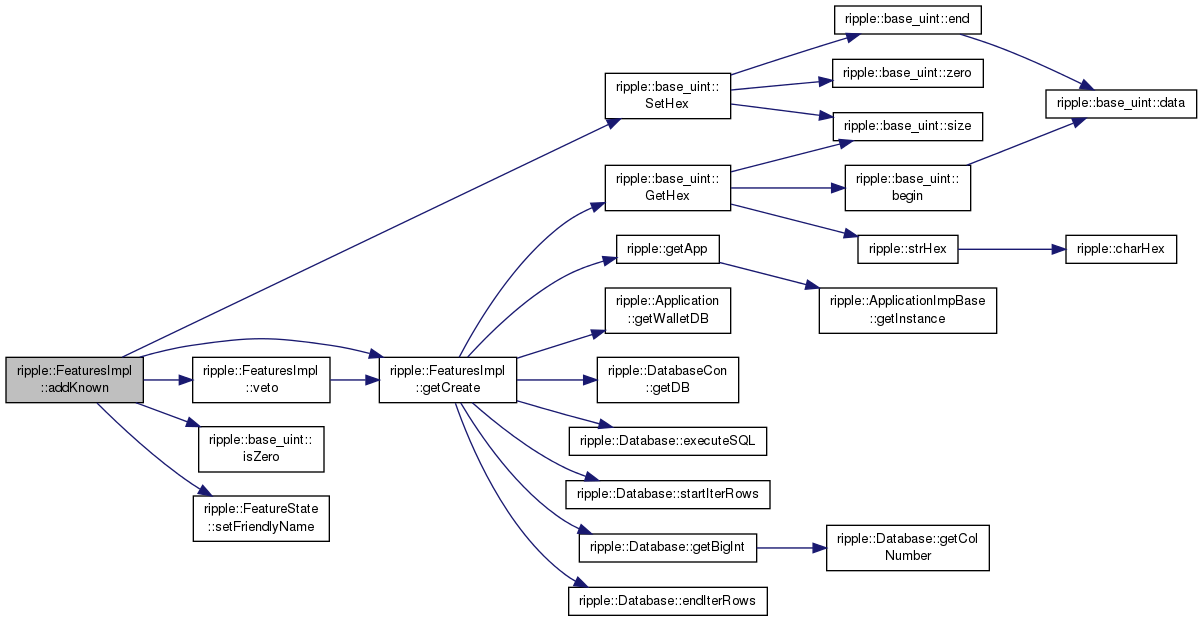 ripple::FeaturesImpl
::addKnown
ripple::FeaturesImpl
::veto
ripple::base_uint::
isZero
ripple::FeatureState
::setFriendlyName
ripple::FeaturesImpl
::getCreate
ripple::base_uint::
SetHex
ripple::base_uint::
GetHex
ripple::getApp
ripple::Application
::getWalletDB
ripple::DatabaseCon
::getDB
ripple::Database::executeSQL
ripple::Database::startIterRows
ripple::Database::getBigInt
ripple::Database::endIterRows
ripple::base_uint::end
ripple::base_uint::zero
ripple::base_uint::size
ripple::base_uint::
begin
ripple::strHex
ripple::ApplicationImpBase
::getInstance
ripple::Database::getCol
Number
ripple::base_uint::data
ripple::charHex